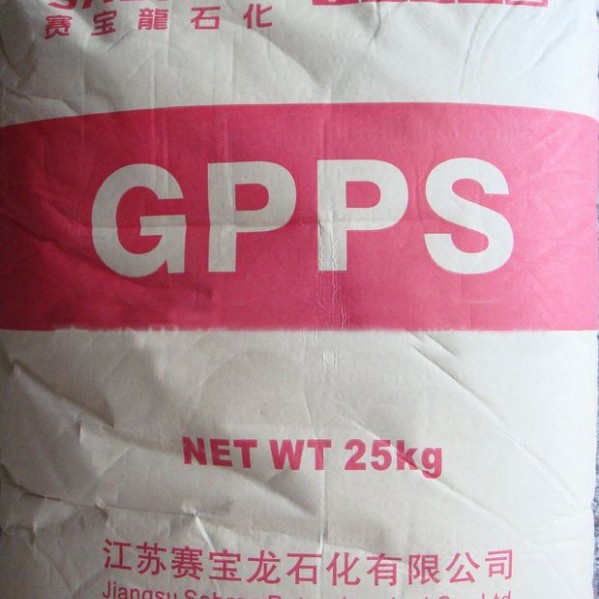 赛宝龍石化
GPPS
NET WT 25kg
江苏赛宝龙石化有限公司
Jiangsu